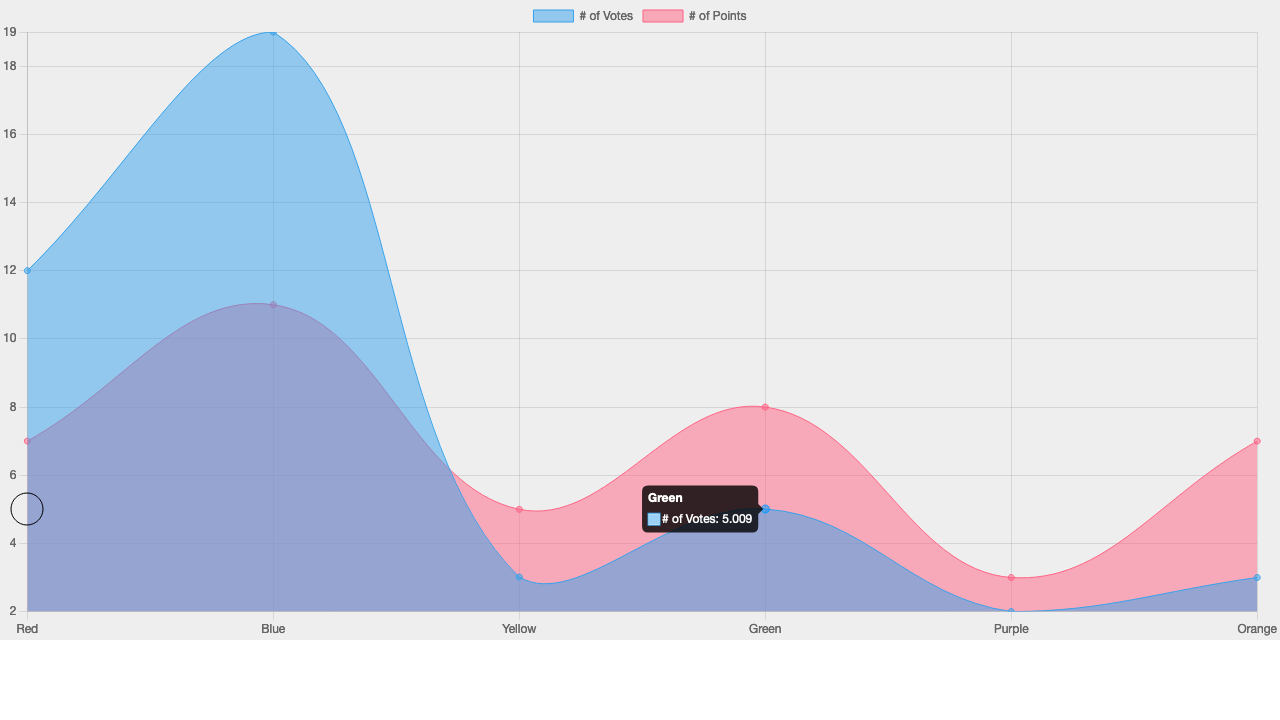 # of Votes # of Points
19
18
16
14
12
10
8
6
4
2
Green
# of Votes: 5.009
Red Blue Yellow Green Purple Orange